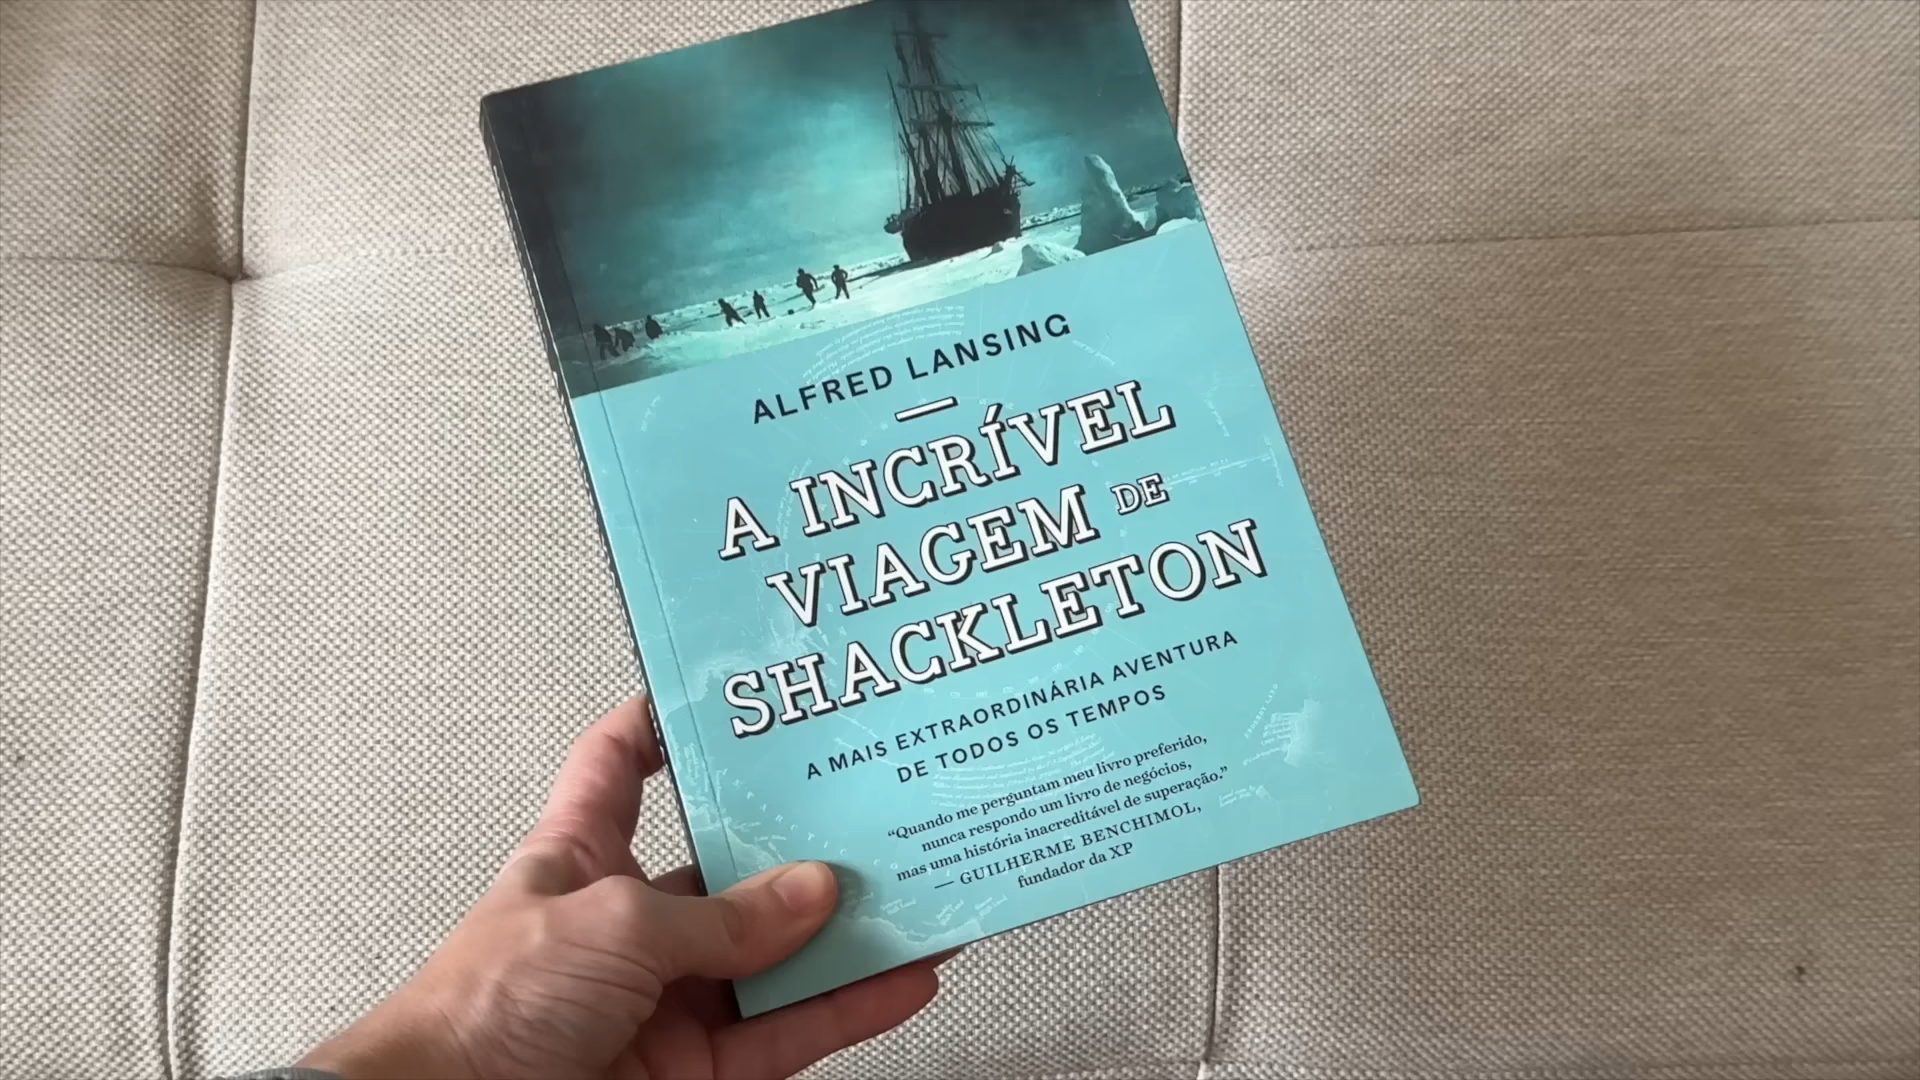 ALFRED LANSING
A INCRÍVEL
VIAGEM DE
SHACKLETON
A MAIS EXTRAORDINÁRIA AVENTURA
DE TODOS OS TEMPOS
“Quando me perguntam meu livro preferido,
nunca respondo um livro de negócios,
mas uma história inacreditável de superação.”
— GUILHERME BENCHIMOL,
fundador da XP